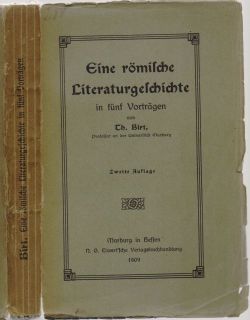 Birt. Eine römische Literaturgeschichte in fünf Vorträgen
Eine römische
Literaturgeschichte
in fünf Vorträgen
von
Th. Birt,
Professor an der Universität Marburg
Zweite Auflage
Marburg in Hessen
N. G. Elwert'sche Verlagsbuchhandlung
1909